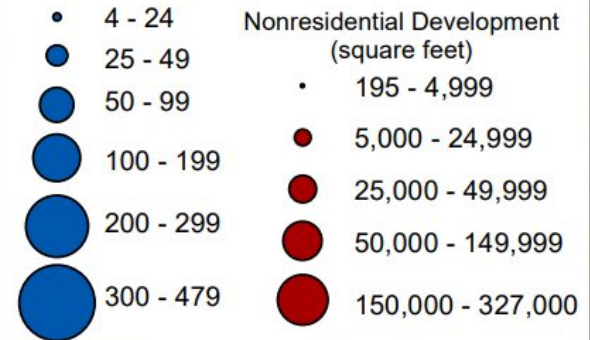 4 - 24
25 - 49
50 - 99
100 - 199
200 - 299
300 - 479
Nonresidential Development
(square feet)
195 - 4,999
5,000 - 24,999
25,000 - 49,999
50,000 - 149,999
150,000 - 327,000